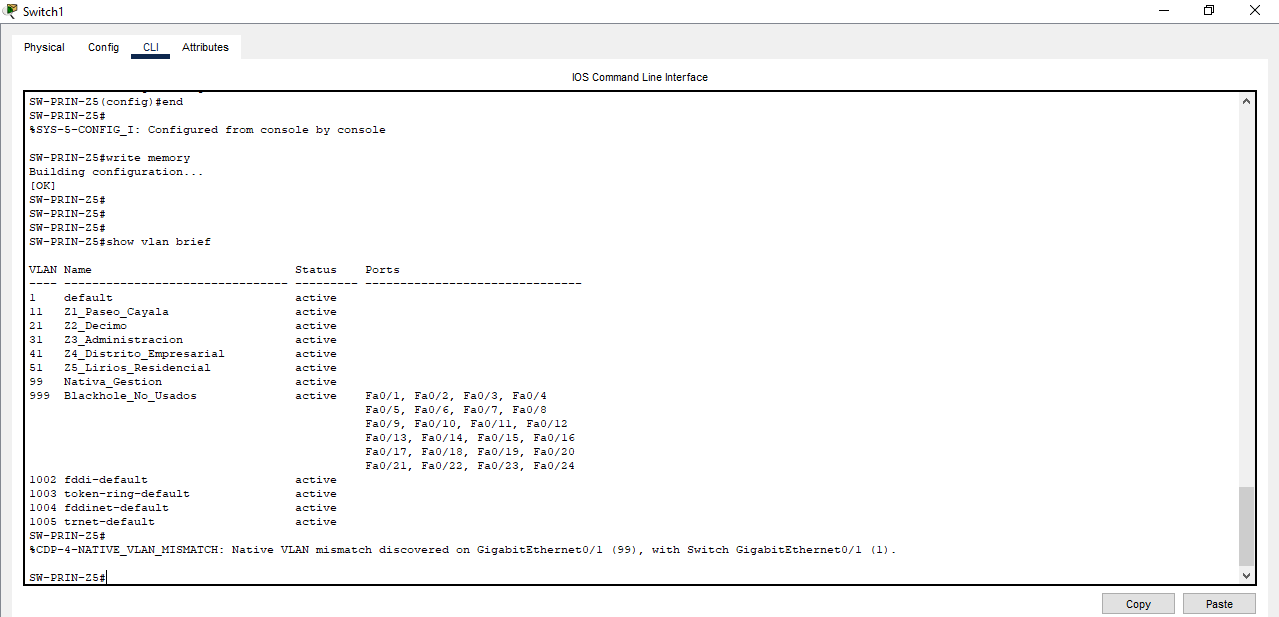 Switch1
Physical Config CLI Attributes
IOS Command Line Interface
SW-PRIN-Z5(config)#end
SW-PRIN-Z5#
%SYS-5-CONFIG_I: Configured from console by console
SW-PRIN-Z5#write memory
Building configuration...
[OK]
SW-PRIN-Z5#
SW-PRIN-Z5#
SW-PRIN-Z5#
SW-PRIN-Z5#show vlan brief
VLAN Name Status Ports
---- -------------------------------- --------- -------------------------------
1 default active
11 Z1_Paseo_Cayala active
21 Z2_Decimo active
31 Z3_Administracion active
41 Z4_Distrito_Empresarial active
51 Z5_Lirios_Residencial active
99 Nativa_Gestion active
999 Blackhole_No_Usados active Fa0/1, Fa0/2, Fa0/3, Fa0/4
Fa0/5, Fa0/6, Fa0/7, Fa0/8
Fa0/9, Fa0/10, Fa0/11, Fa0/12
Fa0/13, Fa0/14, Fa0/15, Fa0/16
Fa0/17, Fa0/18, Fa0/19, Fa0/20
Fa0/21, Fa0/22, Fa0/23, Fa0/24
1002 fddi-default active
1003 token-ring-default active
1004 fddinet-default active
1005 trnet-default active
SW-PRIN-Z5#
%CDP-4-NATIVE_VLAN_MISMATCH: Native VLAN mismatch discovered on GigabitEthernet0/1 (99), with Switch GigabitEthernet0/1 (1).
SW-PRIN-Z5#
Copy Paste